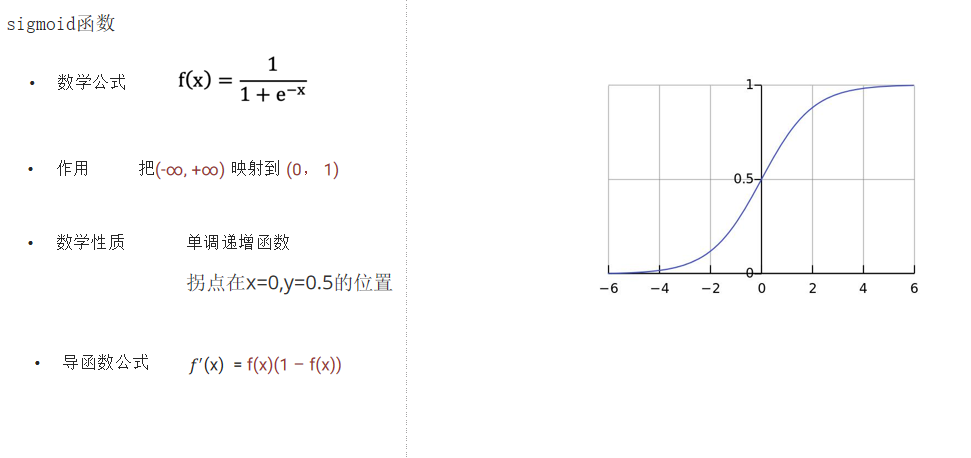 sigmoid函数
• 数学公式 f(x) = 1 / (1 + e^{-x})
• 作用 把(-∞, +∞) 映射到 (0， 1)
• 数学性质 单调递增函数
拐点在x=0,y=0.5的位置
• 导函数公式 f′(x) = f(x)(1 − f(x))
1
0.5
0
−6 −4 −2 0 2 4 6